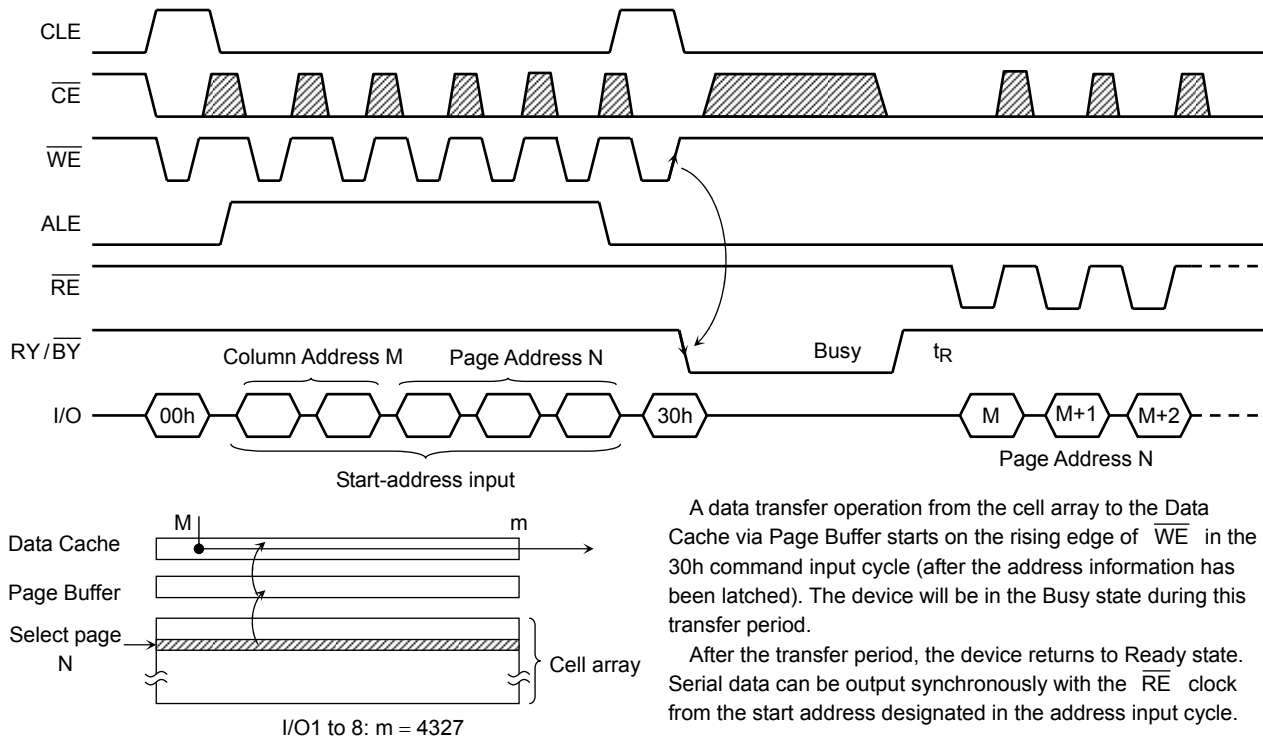 CLE
CE
WE
ALE
RE
RY/BY
Busy
tR
Column Address M
Page Address N
I/O
00h
30h
M
M+1
M+2
Start-address input
Page Address N
M
m
Data Cache
Page Buffer
Select page
N
Cell array
I/O1 to 8: m = 4327
A data transfer operation from the cell array to the Data
Cache via Page Buffer starts on the rising edge of WE in the
30h command input cycle (after the address information has
been latched). The device will be in the Busy state during this
transfer period.
After the transfer period, the device returns to Ready state.
Serial data can be output synchronously with the RE clock
from the start address designated in the address input cycle.